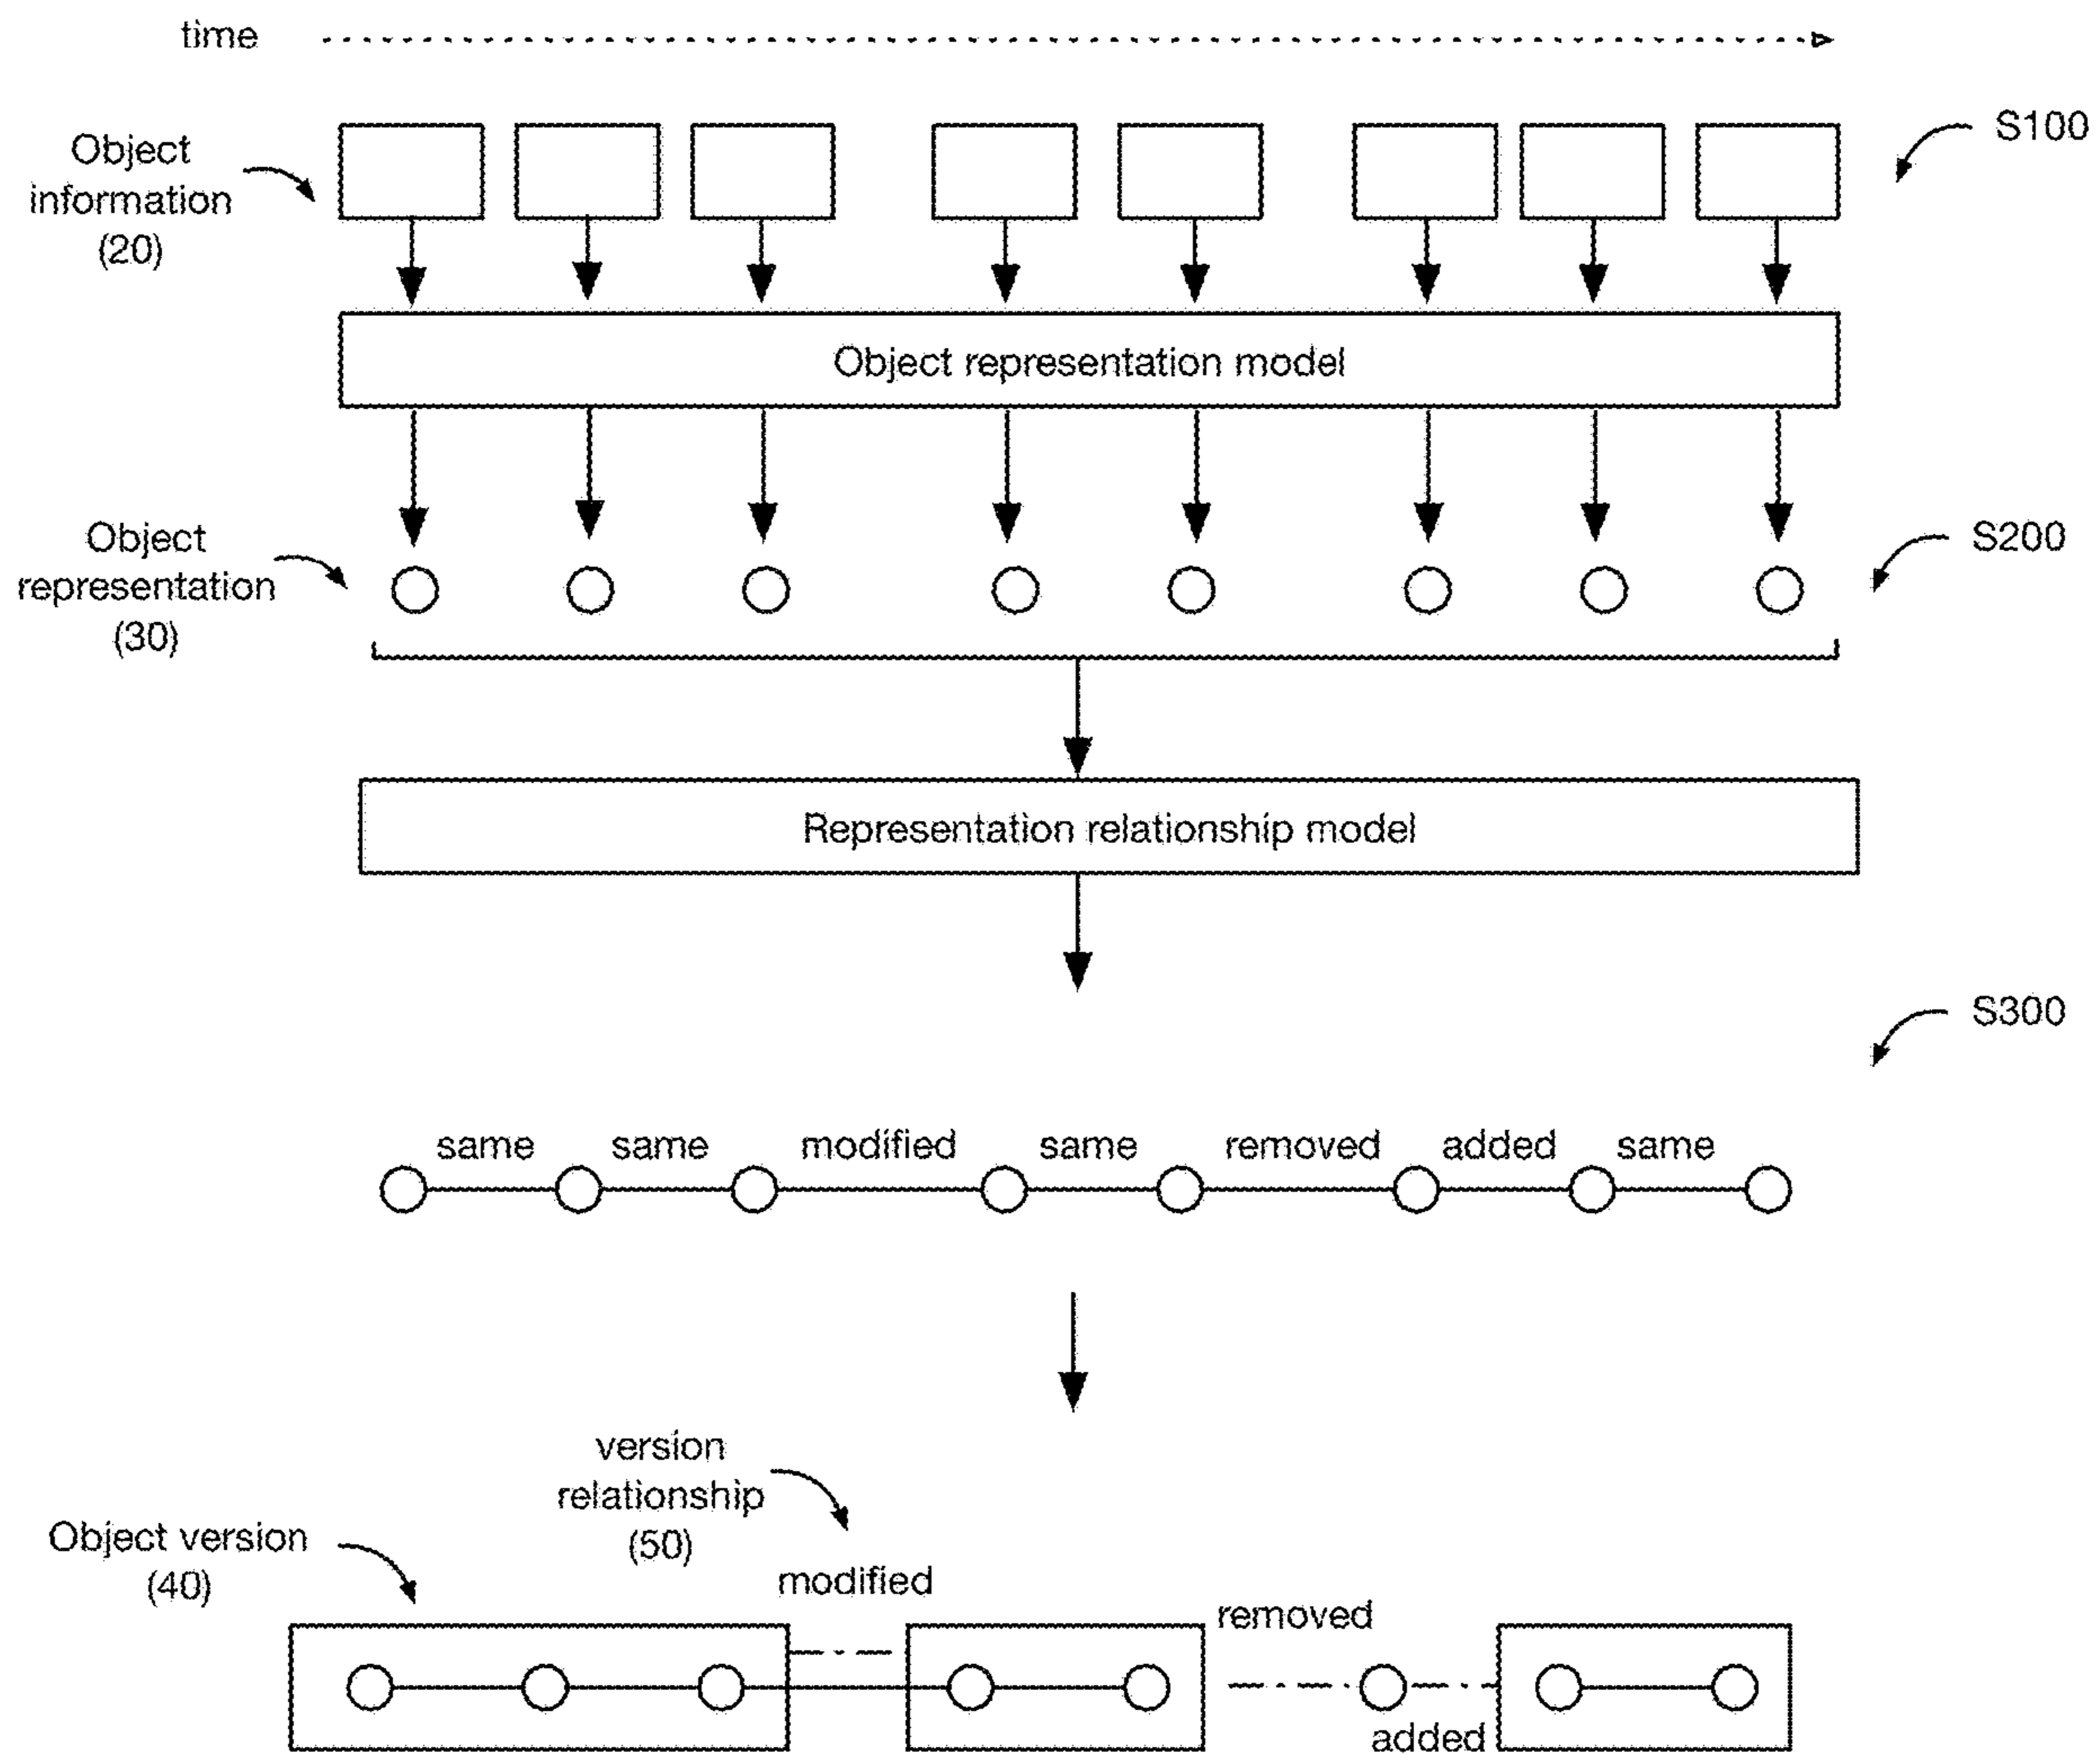 time
S100
Object
information
(20)
Object representation model
Object
representation
(30)
S200
Representation relationship model
S300
same same modified same removed added same
version
relationship
(50)
Object version
(40)
modified
removed
added